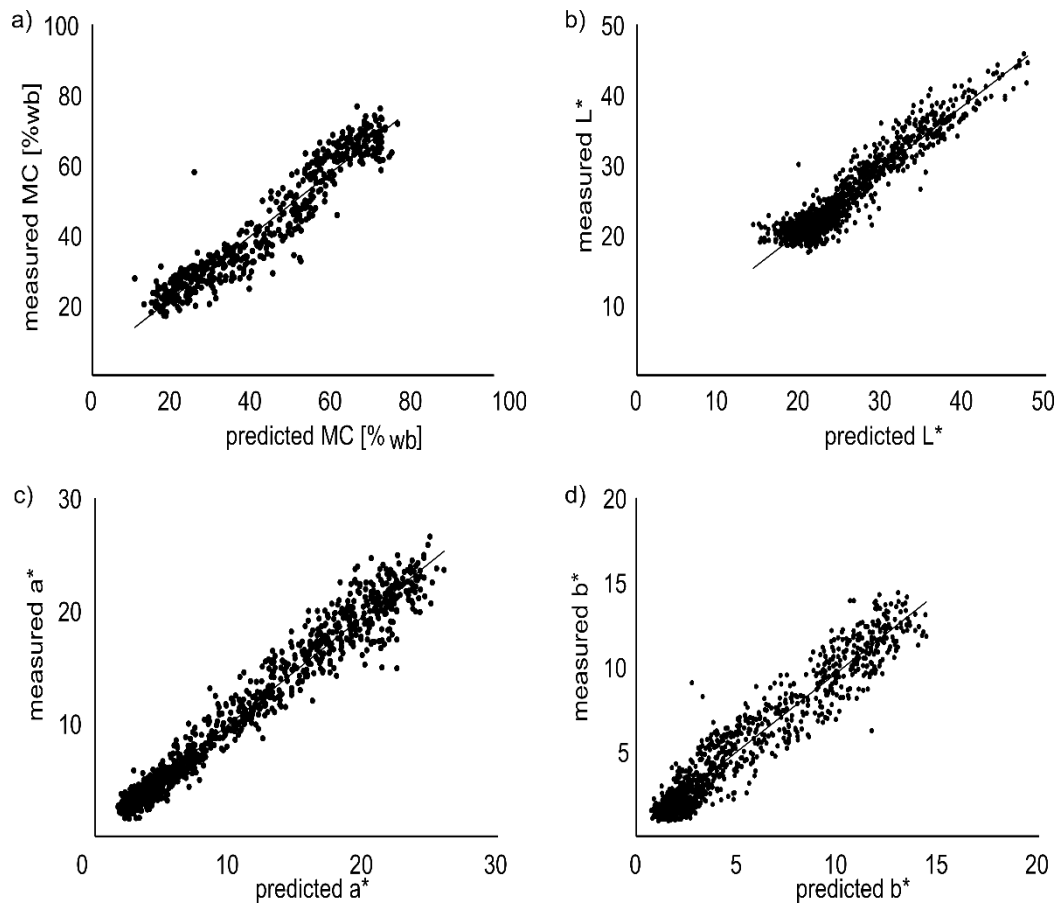 a)
100
80
60
40
20
measured MC [%wb]
0 20 40 60 80 100
predicted MC [% wb]
b)
50
40
30
20
10
measured L*
0 10 20 30 40 50
predicted L*
c)
30
20
10
measured a*
0 10 20 30
predicted a*
d)
20
15
10
5
measured b*
0 5 10 15 20
predicted b*